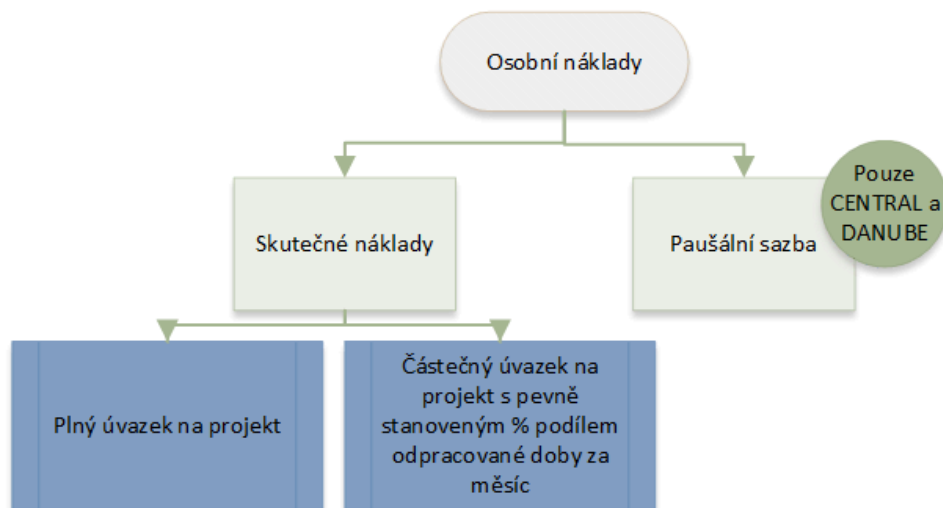 Osobní náklady
Pouze
CENTRAL a
DANUBE
Skutečné náklady
Paušální sazba
Plný úvazek na projekt
Částečný úvazek na
projekt s pevně
stanoveným % podílem
odpracované doby za
měsíc